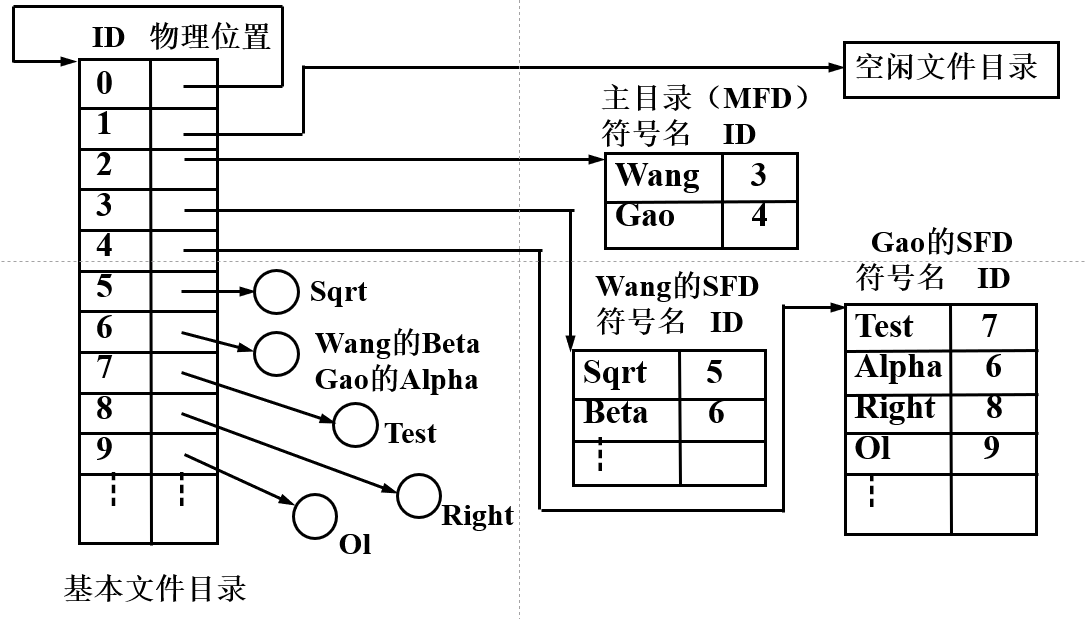 ID 物理位置
0
1
2
3
4
5
6
7
8
9
基本文件目录
空闲文件目录
主目录（MFD）
符号名 ID
Wang 3
Gao 4
Sqrt
Wang的Beta
Gao的Alpha
Test
Right
Ol
Wang的SFD
符号名 ID
Sqrt 5
Beta 6
Gao的SFD
符号名 ID
Test 7
Alpha 6
Right 8
Ol 9